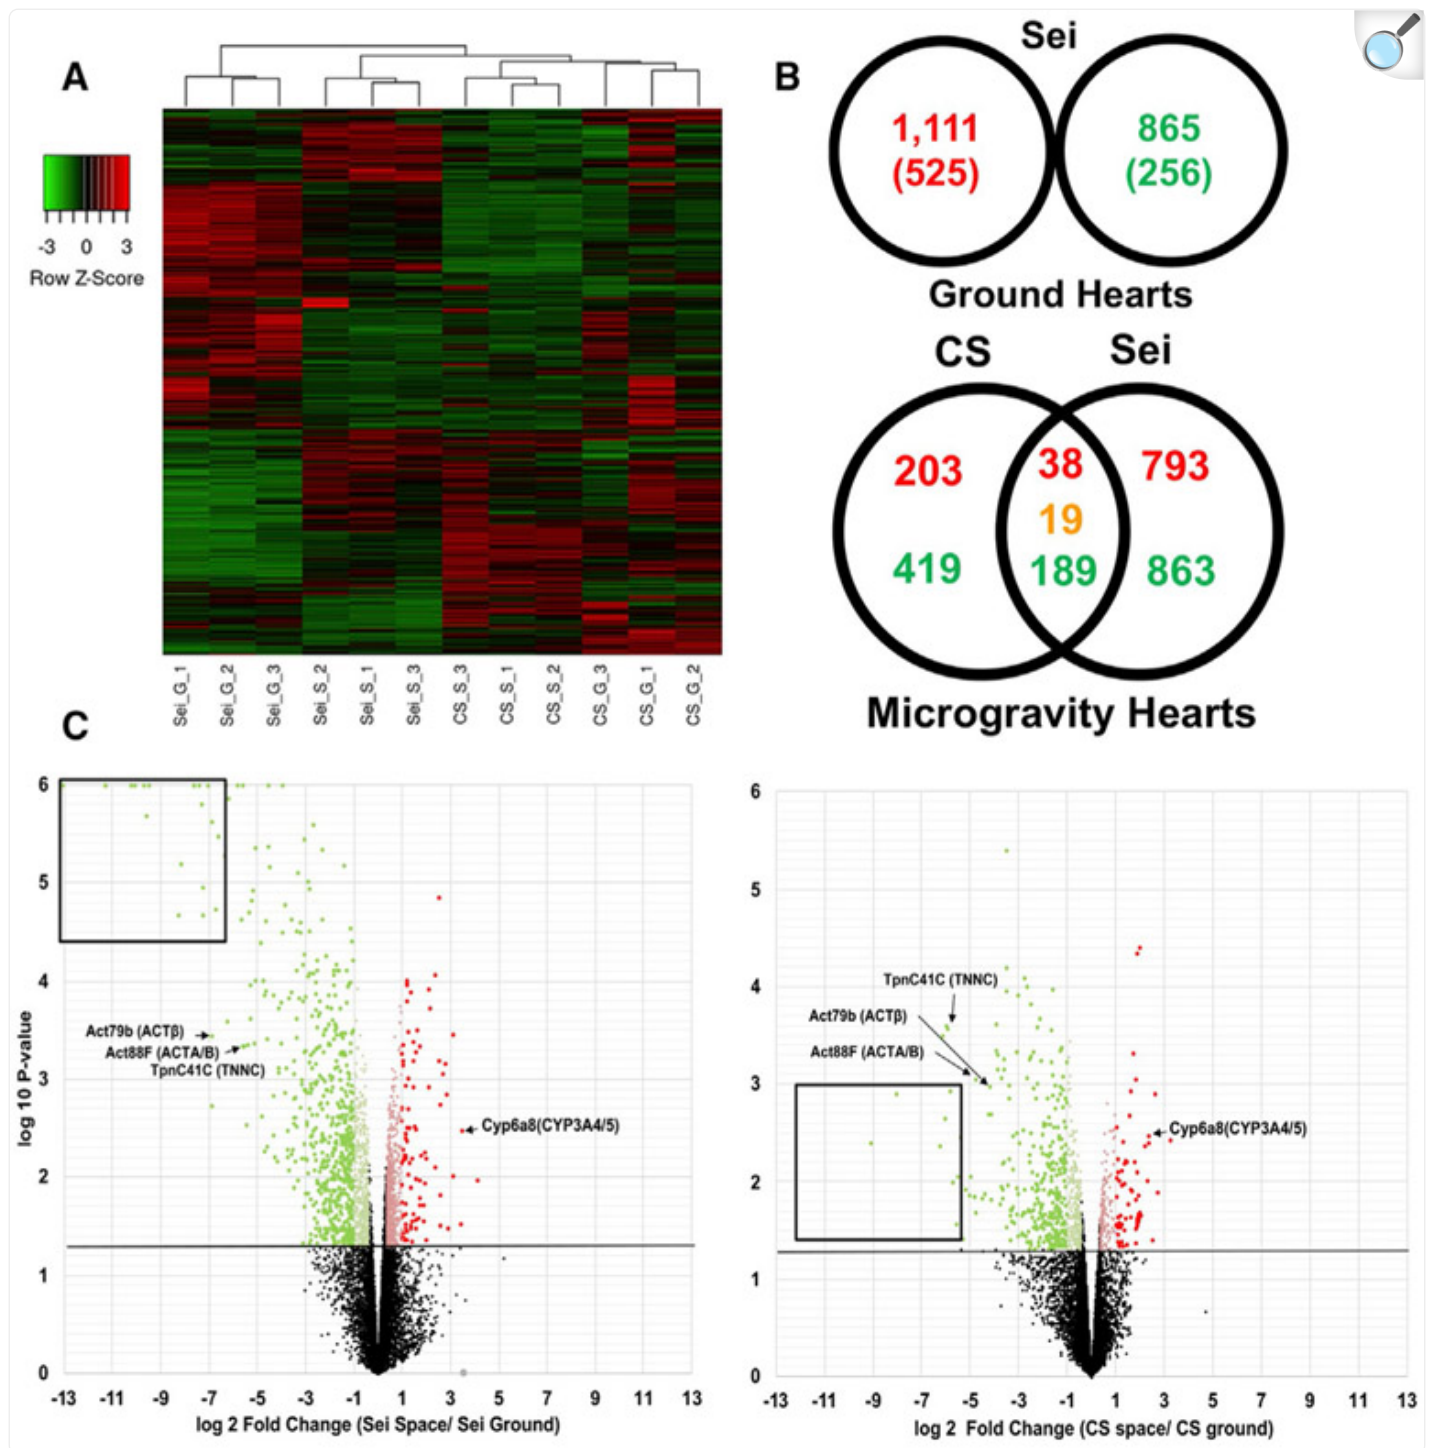 A
-3 0 3
Row Z-Score
Sei_G_1
Sei_G_2
Sei_G_3
Sei_S_2
Sei_S_1
Sei_S_3
CS_S_3
CS_S_1
CS_S_2
CS_G_3
CS_G_1
CS_G_2
B
Sei
1,111
(525)
865
(256)
Ground Hearts
CS Sei
203 38 793
19
419 189 863
Microgravity Hearts
C
log 10 P-value
6
5
4
3
2
1
0
Act79b (ACTβ)
Act88F (ACTA/B)
TpnC41C (TNNC)
Cyp6a8(CYP3A4/5)
-13 -11 -9 -7 -5 -3 -1 1 3 5 7 9 11 13
log 2 Fold Change (Sei Space/ Sei Ground)
6
5
4
3
2
1
0
TpnC41C (TNNC)
Act79b (ACTβ)
Act88F (ACTA/B)
Cyp6a8(CYP3A4/5)
-13 -11 -9 -7 -5 -3 -1 1 3 5 7 9 11 13
log 2 Fold Change (CS space/ CS ground)